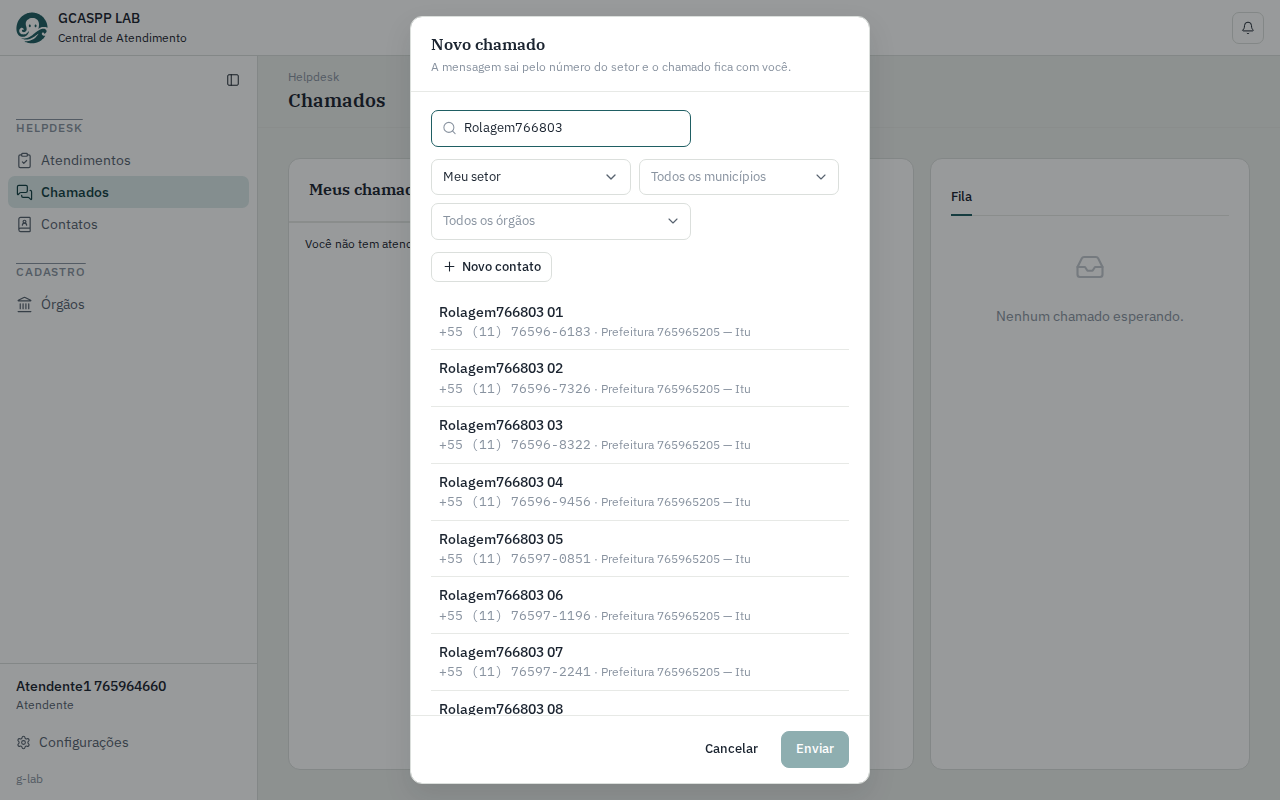 GCASPP LAB
Central de Atendimento
HELPDESK
Atendimentos
Chamados
Contatos
CADASTRO
Órgãos
Atendente1 765964660
Atendente
Configurações
g-lab
Helpdesk
Chamados
Meus chamad
Você não tem atend
Novo chamado
A mensagem sai pelo número do setor e o chamado fica com você.
Rolagem766803
Meu setor
Todos os municípios
Todos os órgãos
Novo contato
Rolagem766803 01
+55 (11) 76596-6183 · Prefeitura 765965205 — Itu
Rolagem766803 02
+55 (11) 76596-7326 · Prefeitura 765965205 — Itu
Rolagem766803 03
+55 (11) 76596-8322 · Prefeitura 765965205 — Itu
Rolagem766803 04
+55 (11) 76596-9456 · Prefeitura 765965205 — Itu
Rolagem766803 05
+55 (11) 76597-0851 · Prefeitura 765965205 — Itu
Rolagem766803 06
+55 (11) 76597-1196 · Prefeitura 765965205 — Itu
Rolagem766803 07
+55 (11) 76597-2241 · Prefeitura 765965205 — Itu
Rolagem766803 08
Cancelar
Enviar
Fila
Nenhum chamado esperando.